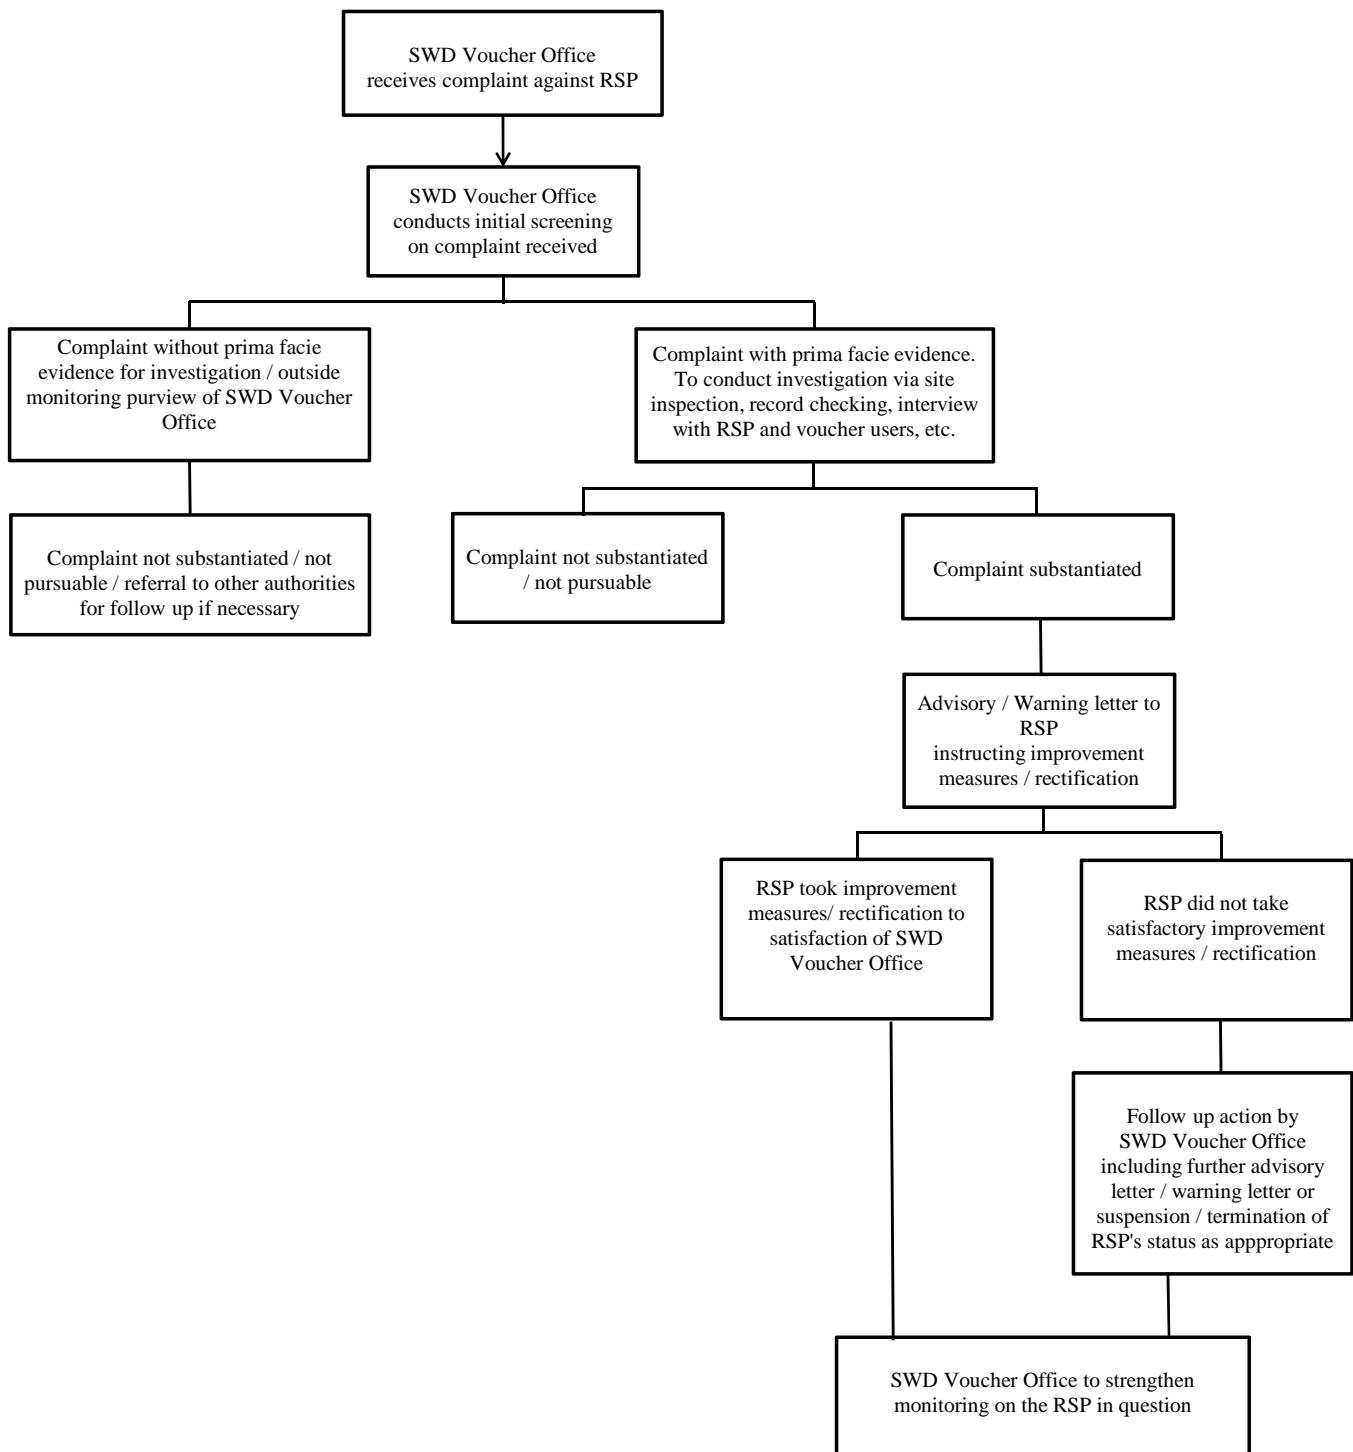 SWD Voucher Office
receives complaint against RSP
SWD Voucher Office
conducts initial screening
on complaint received
Complaint without prima facie
evidence for investigation / outside
monitoring purview of SWD Voucher
Office
Complaint with prima facie evidence.
To conduct investigation via site
inspection, record checking, interview
with RSP and voucher users, etc.
Complaint not substantiated / not
pursuable / referral to other authorities
for follow up if necessary
Complaint not substantiated
/ not pursuable
Complaint substantiated
Advisory / Warning letter to
RSP
instructing improvement
measures / rectification
RSP took improvement
measures/ rectification to
satisfaction of SWD
Voucher Office
RSP did not take
satisfactory improvement
measures / rectification
Follow up action by
SWD Voucher Office
including further advisory
letter / warning letter or
suspension / termination of
RSP's status as apppropriate
SWD Voucher Office to strengthen
monitoring on the RSP in question